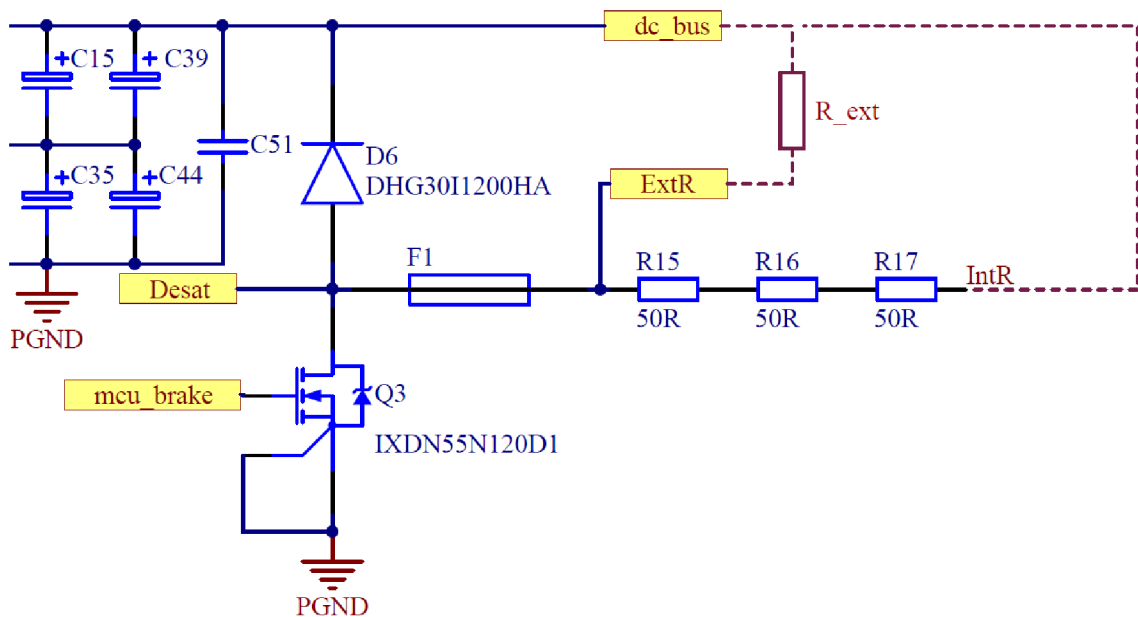 dc_bus
+C15
+C39
R_ext
C51
D6
DHG30I1200HA
+C35
+C44
ExtR
F1
R15
R16
R17
IntR
Desat
50R
50R
50R
PGND
mcu_brake
Q3
IXDN55N120D1
PGND